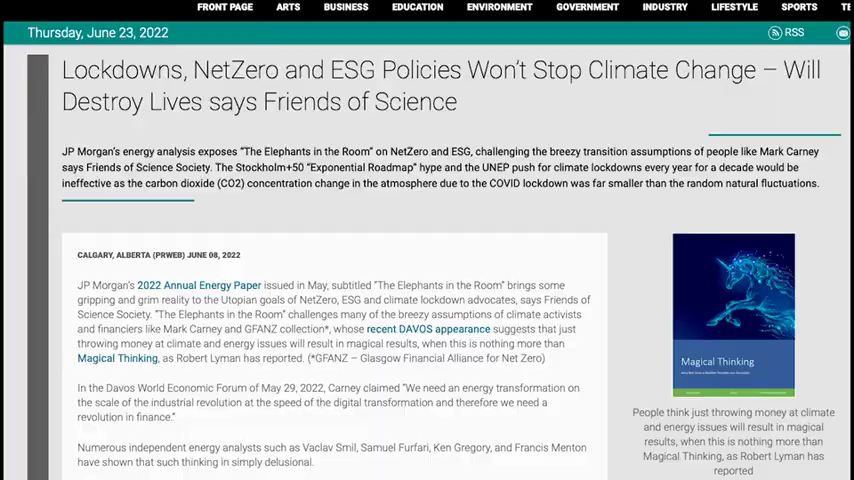 FRONT PAGE ARTS BUSINESS EDUCATION ENVIRONMENT GOVERNMENT INDUSTRY LIFESTYLE SPORTS TE
Thursday, June 23, 2022
RSS
Lockdowns, NetZero and ESG Policies Won't Stop Climate Change – Will
Destroy Lives says Friends of Science
JP Morgan's energy analysis exposes "The Elephants in the Room" on NetZero and ESG, challenging the breezy transition assumptions of people like Mark Carney
says Friends of Science Society. The Stockholm+50 "Exponential Roadmap" hype and the UNEP push for climate lockdowns every year for a decade would be
ineffective as the carbon dioxide (CO2) concentration change in the atmosphere due to the COVID lockdown was far smaller than the random natural fluctuations.
CALGARY, ALBERTA (PRWEB) JUNE 08, 2022
JP Morgan's 2022 Annual Energy Paper issued in May, subtitled "The Elephants in the Room" brings some
gripping and grim reality to the Utopian goals of NetZero, ESG and climate lockdown advocates, says Friends of
Science Society. "The Elephants in the Room" challenges many of the breezy assumptions of climate activists
and financiers like Mark Carney and GFANZ collection*, whose recent DAVOS appearance suggests that just
throwing money at climate and energy issues will result in magical results, when this is nothing more than
Magical Thinking, as Robert Lyman has reported. (*GFANZ – Glasgow Financial Alliance for Net Zero)
In the Davos World Economic Forum of May 29, 2022, Carney claimed "We need an energy transformation on
the scale of the industrial revolution at the speed of the digital transformation and therefore we need a
revolution in finance."
Numerous independent energy analysts such as Vaclav Smil, Samuel Furfari, Ken Gregory, and Francis Menton
have shown that such thinking in simply delusional.
Magical Thinking
People think just throwing money at climate
and energy issues will result in magical
results, when this is nothing more than
Magical Thinking, as Robert Lyman has
reported